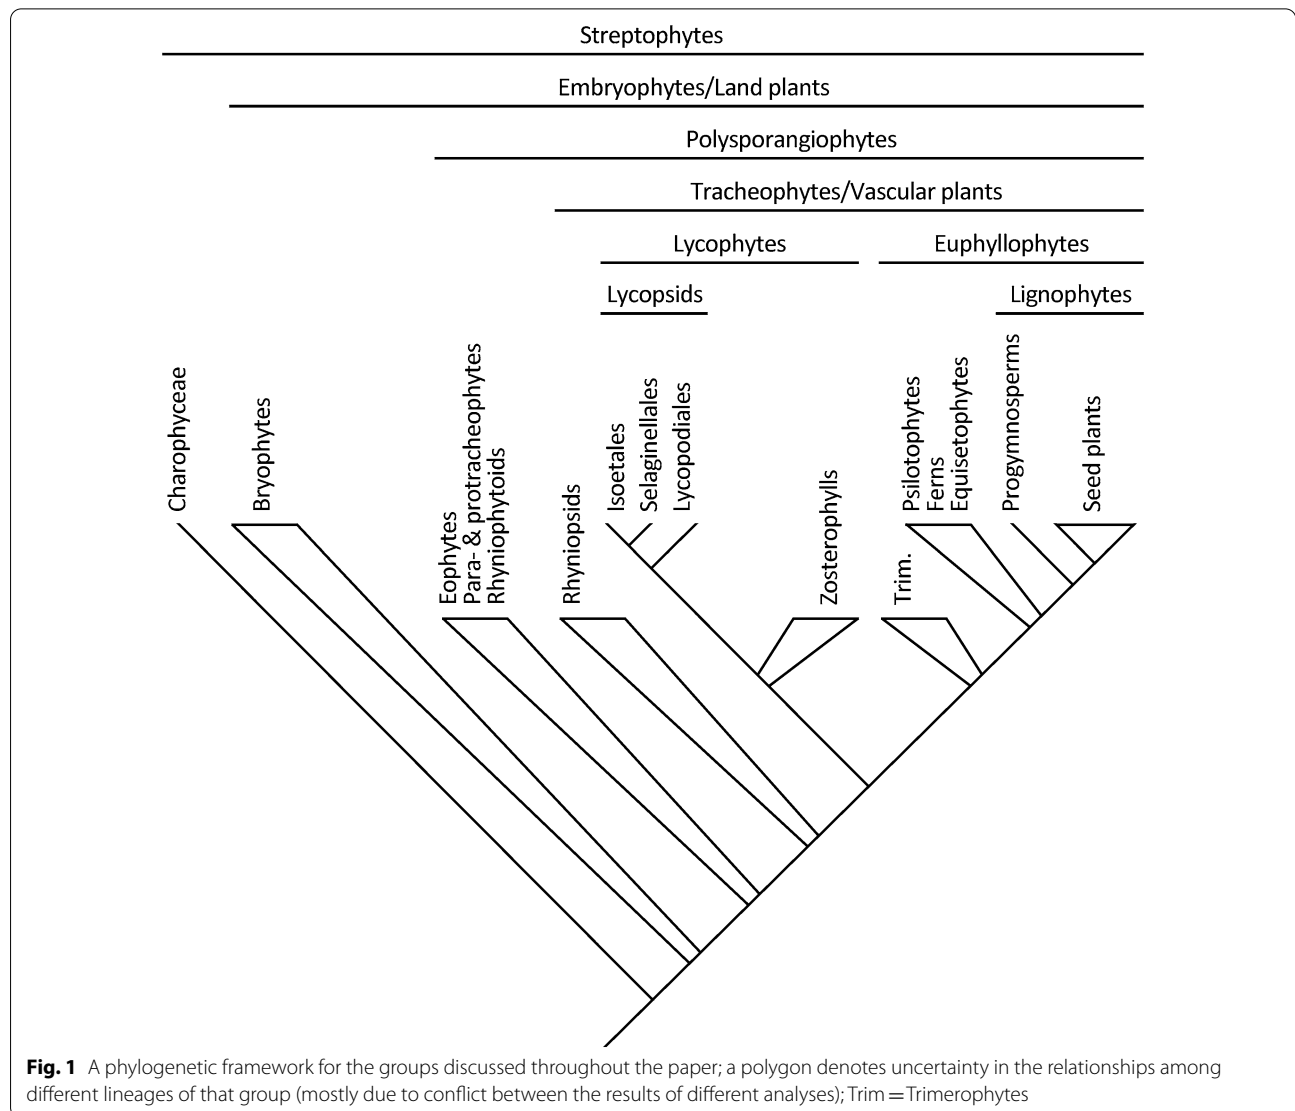 Streptophytes
Embryophytes/Land plants
Polysporangiophytes
Tracheophytes/Vascular plants
Lycophytes
Euphyllophytes
Lycopsids
Lignophytes
Charophyceae
Bryophytes
Eophytes
Para- & protracheophytes
Rhyniophytoids
Rhyniopsids
Isoetales
Selaginellales
Lycopodiales
Zosterophylls
Trim.
Psilotophytes
Ferns
Equisetophytes
Progymnosperms
Seed plants
Fig. 1 A phylogenetic framework for the groups discussed throughout the paper; a polygon denotes uncertainty in the relationships among
different lineages of that group (mostly due to conflict between the results of different analyses); Trim = Trimerophytes